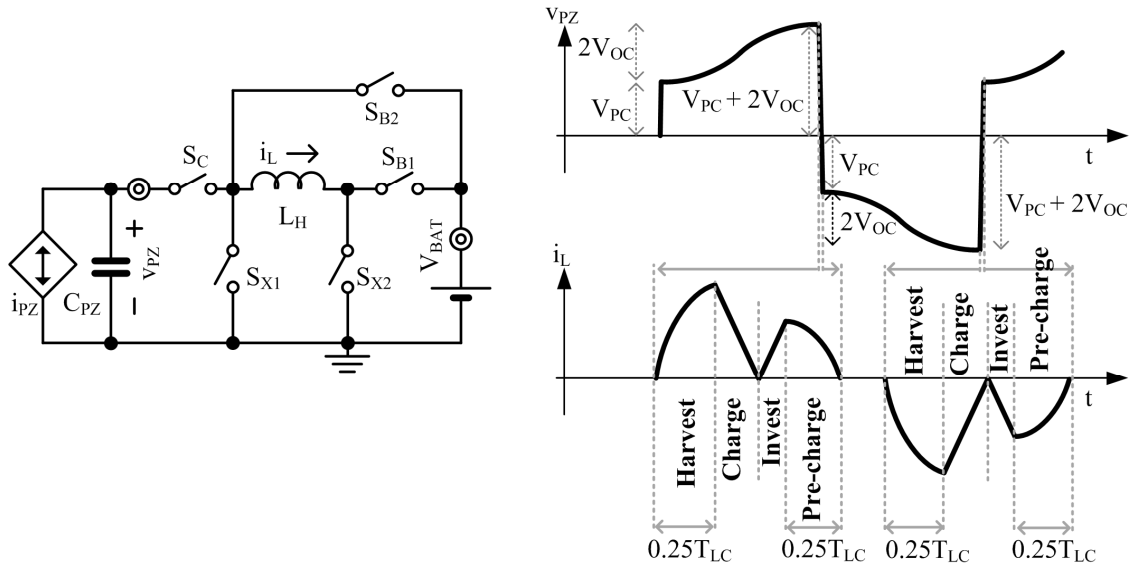 S_B2
S_C
i_L
S_B1
L_H
+
v_PZ
−
i_PZ
C_PZ
S_X1
S_X2
V_BAT
v_PZ
2V_OC
V_PC
V_PC + 2V_OC
t
V_PC
2V_OC
V_PC + 2V_OC
i_L
Harvest
Charge
Invest
Pre-charge
t
Harvest
Charge
Invest
Pre-charge
0.25T_LC
0.25T_LC
0.25T_LC
0.25T_LC